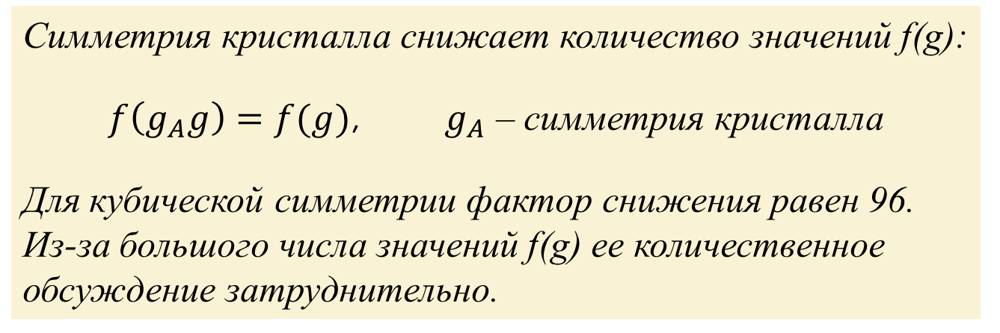 Симметрия кристалла снижает количество значений f(g):
f(g_A g) = f(g), g_A – симметрия кристалла
Для кубической симметрии фактор снижения равен 96.
Из-за большого числа значений f(g) ее количественное
обсуждение затруднительно.